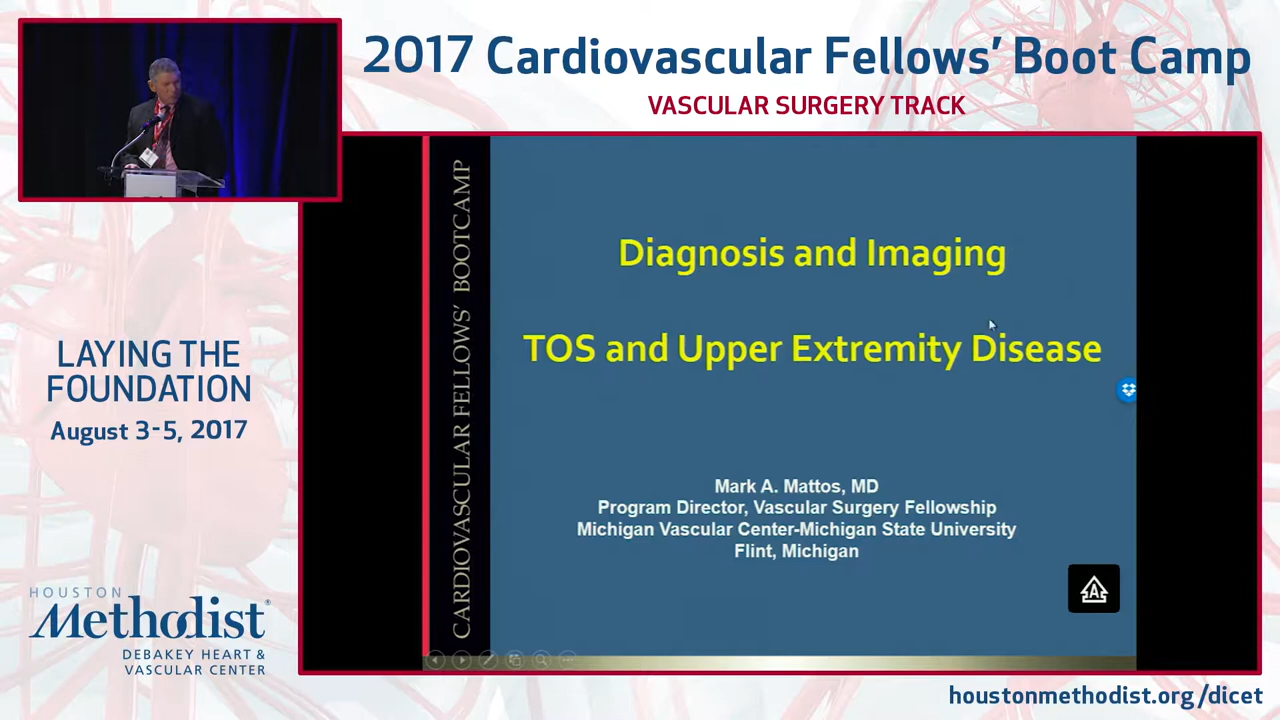 2017 Cardiovascular Fellows' Boot Camp
VASCULAR SURGERY TRACK
CARDIOVASCULAR FELLOWS' BOOTCAMP
Diagnosis and Imaging
TOS and Upper Extremity Disease
Mark A. Mattos, MD
Program Director, Vascular Surgery Fellowship
Michigan Vascular Center-Michigan State University
Flint, Michigan
A
LAYING THE
FOUNDATION
August 3-5, 2017
HOUSTON
Methodist®
DEBAKEY HEART &
VASCULAR CENTER
houstonmethodist.org/dicet